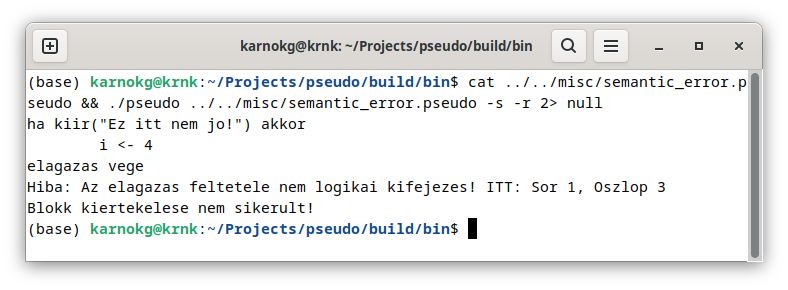 karnokg@krnk: ~/Projects/pseudo/build/bin
(base) karnokg@krnk:~/Projects/pseudo/build/bin$ cat ../../misc/semantic_error.p
seudo && ./pseudo ../../misc/semantic_error.pseudo -s -r 2> null
ha kiir("Ez itt nem jo!") akkor
        i <- 4
elagazas vege
Hiba: Az elagazas feltetele nem logikai kifejezes! ITT: Sor 1, Oszlop 3
Blokk kiertekelese nem sikerult!
(base) karnokg@krnk:~/Projects/pseudo/build/bin$